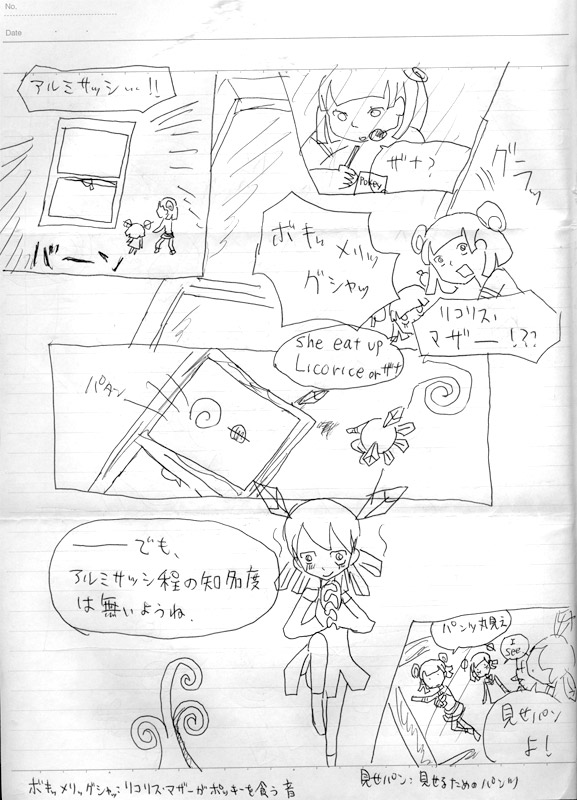 No.
Date
アルミサッシ…!!
バーン
Pokey
ザナ?
グニラッ
ボキッ
メリッ
グシャッ
リコリス・
マザー!??
she eat up
Licorice or ザナ
パターン
――でも、
アルミサッシ程の知名度
は無いようね.
パンツ丸見え
I
see
見せパン
よ!
ボキッメリッグシャッ:リコリス・マザーがポッキーを食う音
見せパン:見せるためのパンツ